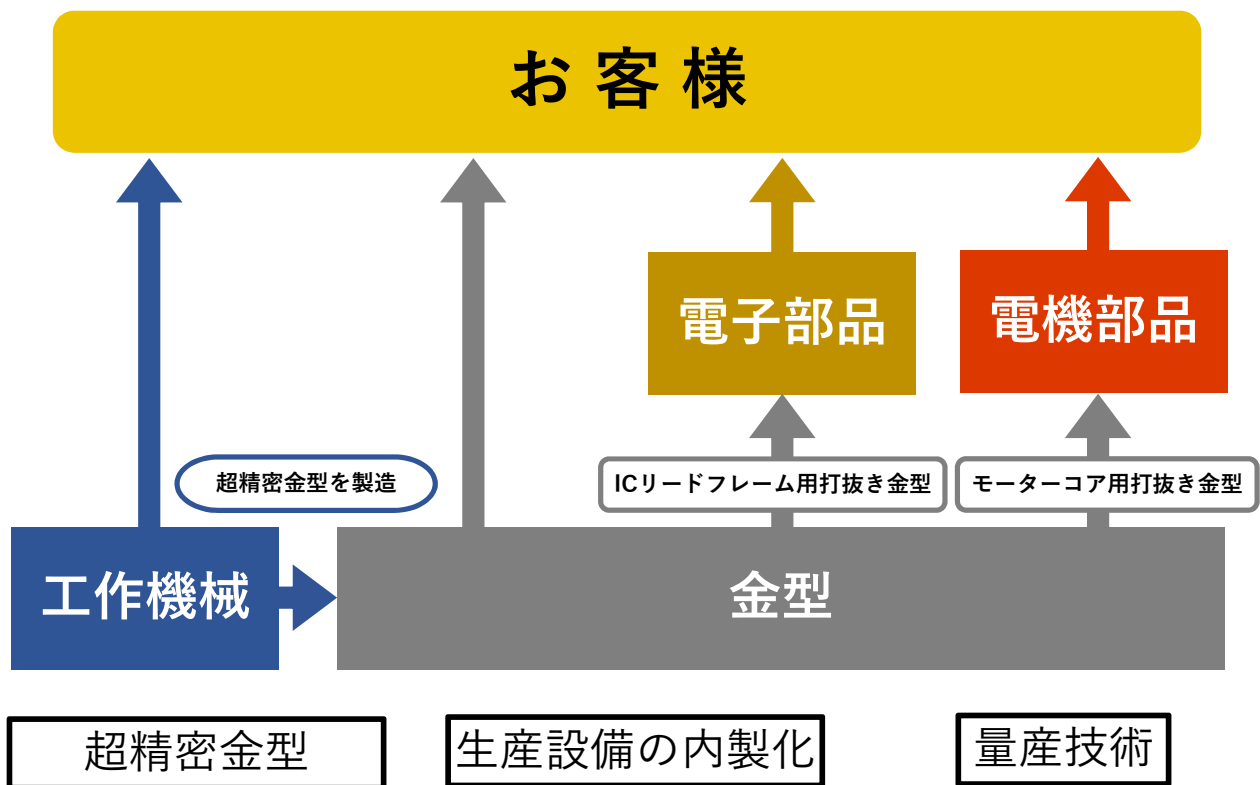 お客様
電子部品
電機部品
超精密金型を製造
ICリードフレーム用打抜き金型
モーターコア用打抜き金型
工作機械
金型
超精密金型
生産設備の内製化
量産技術